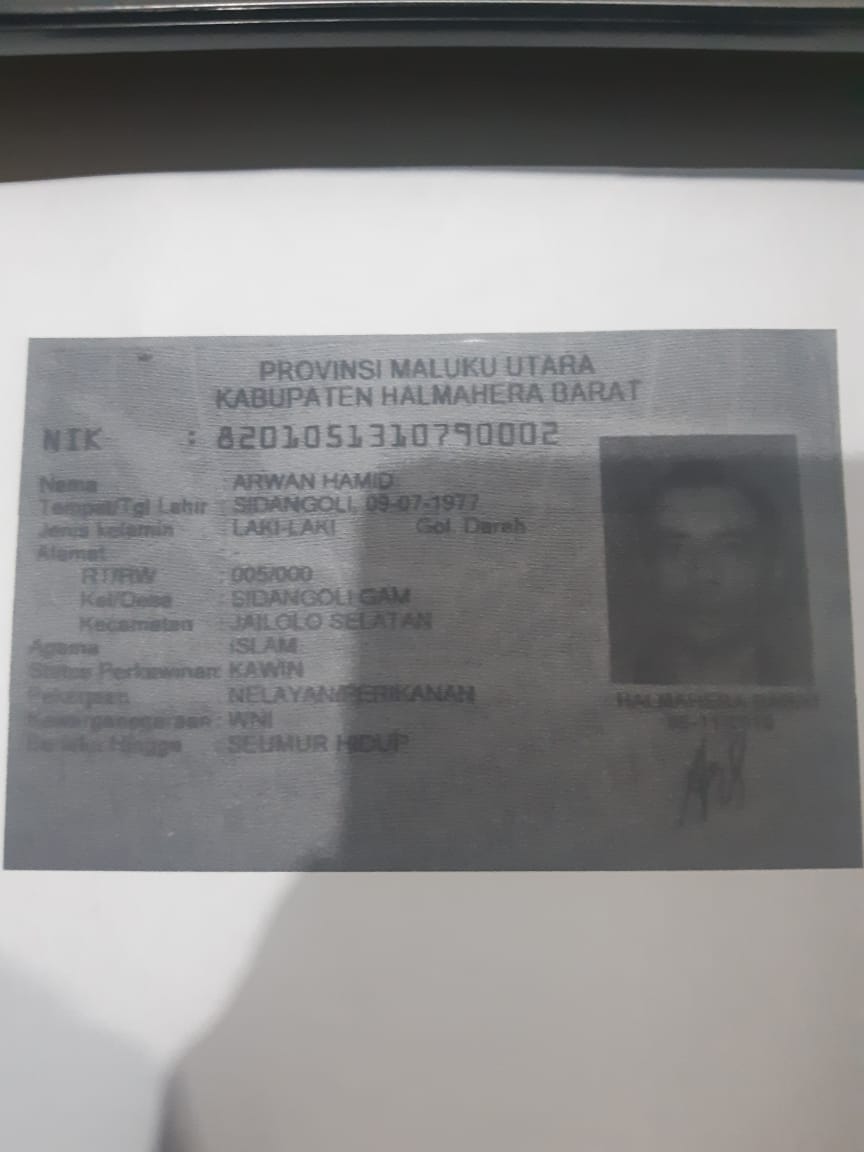 PROVINSI MALUKU UTARA
KABUPATEN HALMAHERA BARAT
NIK : 8201051310790002
Nama : ARWAN HAMID
Tempat/Tgl Lahir : SIDANGOLI, 09-07-1977
Jenis kelamin : LAKI-LAKI Gol. Darah
Alamat : -
RT/RW : 005/000
Kel/Desa : SIDANGOLI GAM
Kecamatan : JAILOLO SELATAN
Agama : ISLAM
Status Perkawinan: KAWIN
Pekerjaan : NELAYAN/PERIKANAN
Kewarganegaraan : WNI
Berlaku Hingga : SEUMUR HIDUP
HALMAHERA BARAT